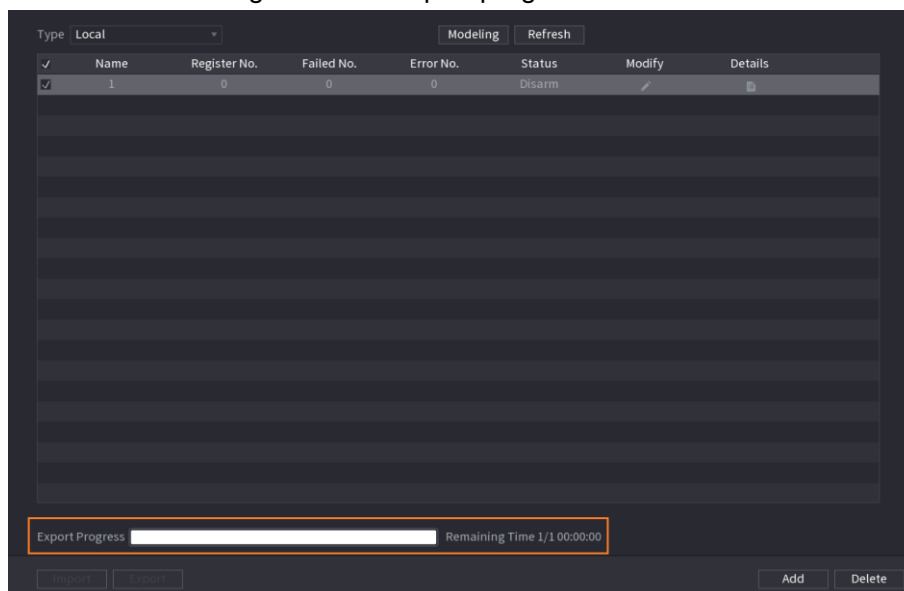 Type Local Modeling Refresh
Name Register No. Failed No. Error No. Status Modify Details
1 0 0 0 Disarm
Export Progress Remaining Time 1/1 00:00:00
Import Export Add Delete